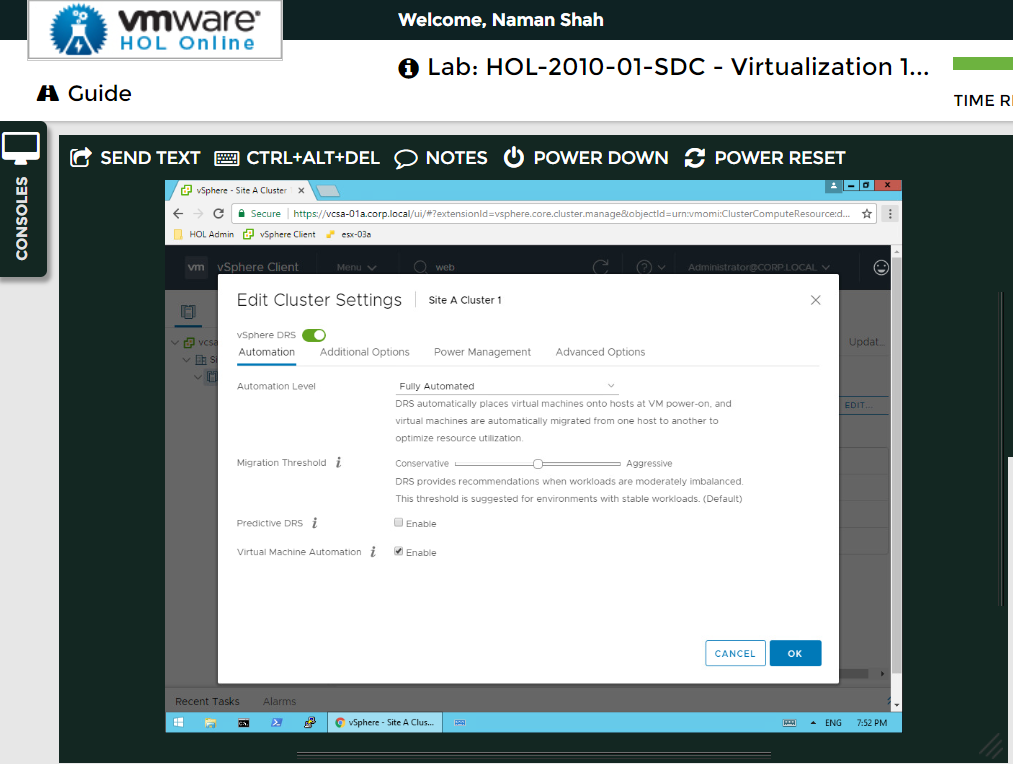 vmware
HOL Online
Welcome, Naman Shah
Lab: HOL-2010-01-SDC - Virtualization 1...
Guide
TIME R
CONSOLES
SEND TEXT CTRL+ALT+DEL NOTES POWER DOWN POWER RESET
vSphere - Site A Cluster
Secure https://vcsa-01a.corp.local/ui/#?extensionId=vsphere.core.cluster.manage&objectId=urn:vmomi:ClusterComputeResource:d...
HOL Admin vSphere Client esx-03a
vm vSphere Client Menu web Administrator@CORP.LOCAL
Edit Cluster Settings Site A Cluster 1
vSphere DRS
Automation Additional Options Power Management Advanced Options
vcsa
Updat...
Automation Level Fully Automated
DRS automatically places virtual machines onto hosts at VM power-on, and
virtual machines are automatically migrated from one host to another to
optimize resource utilization.
EDIT...
Migration Threshold Conservative Aggressive
DRS provides recommendations when workloads are moderately imbalanced.
This threshold is suggested for environments with stable workloads. (Default)
Predictive DRS Enable
Virtual Machine Automation Enable
CANCEL OK
Recent Tasks Alarms
vSphere - Site A Clus... ENG 7:52 PM